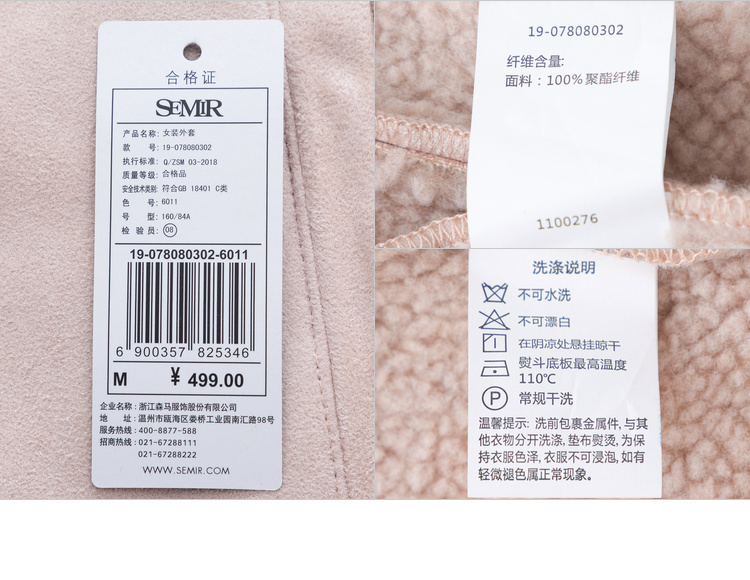 合格证
SEMIR
产品名称: 女装外套
款 号: 19-078080302
执行标准: Q/ZSM 03-2018
质量等级: 合格品
安全技术类别: 符合GB 18401 C类
色 号: 6011
号 型: 160/84A
检 验 员: 08
19-078080302-6011
6 900357 825346
M ¥ 499.00
企业名称: 浙江森马服饰股份有限公司
地 址: 温州市瓯海区娄桥工业园南汇路98号
服务热线: 400-8877-588
招商热线: 021-67288111
021-67288222
WWW.SEMIR.COM
19-078080302
纤维含量:
面料: 100%聚酯纤维
1100276
洗涤说明
不可水洗
不可漂白
在阴凉处悬挂晾干
熨斗底板最高温度
110℃
P 常规干洗
温馨提示: 洗前包裹金属件, 与其
他衣物分开洗涤, 垫布熨烫, 为保
持衣服色泽, 衣服不可浸泡, 如有
轻微褪色属正常现象。